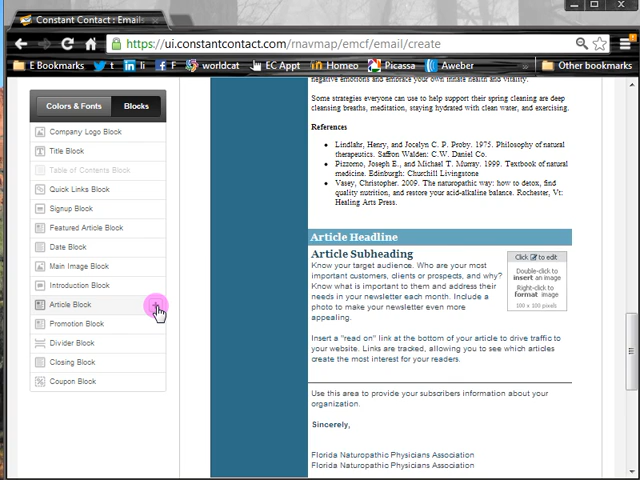 Constant Contact : Emails
https://ui.constantcontact.com/rnavmap/emcf/email/create
E Bookmarks
t
li
F
worldcat
EC Appt
Homeo
Picassa
Aweber
»
Other bookmarks
Colors & Fonts
Blocks
Company Logo Block
Title Block
Table of Contents Block
Quick Links Block
Signup Block
Featured Article Block
Date Block
Main Image Block
Introduction Block
Article Block
Promotion Block
Divider Block
Closing Block
Coupon Block
negative emotions and embrace your own innate health and vitality.
Some strategies everyone can use to help support their spring cleaning are deep
cleansing breaths, meditation, staying hydrated with clean water, and exercising.
References
• Lindlahr, Henry, and Jocelyn C. P. Proby. 1975. Philosophy of natural
therapeutics. Saffron Walden: C.W. Daniel Co.
• Pizzorno, Joseph E., and Michael T. Murray. 1999. Textbook of natural
medicine. Edinburgh: Churchill Livingstone
• Vasey, Christopher. 2009. The naturopathic way: how to detox, find
quality nutrition, and restore your acid-alkaline balance. Rochester, Vt:
Healing Arts Press.
Article Headline
Article Subheading
Know your target audience. Who are your most
important customers, clients or prospects, and why?
Know what is important to them and address their
needs in your newsletter each month. Include a
photo to make your newsletter even more
appealing.
Click to edit
Double-click to
insert an image
Right-click to
format image
100 x 100 pixels
Insert a "read on" link at the bottom of your article to drive traffic to
your website. Links are tracked, allowing you to see which articles
create the most interest for your readers.
Use this area to provide your subscribers information about your
organization.
Sincerely,
Florida Naturopathic Physicians Association
Florida Naturopathic Physicians Association